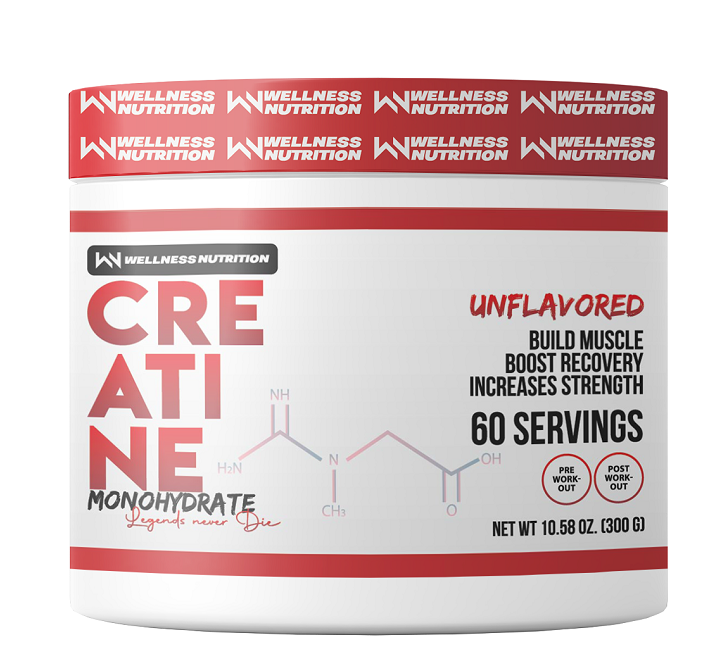 WELLNESS NUTRITION WELLNESS NUTRITION WELLNESS NUTRITION WELLNESS NUTRITION
WELLNESS NUTRITION WELLNESS NUTRITION WELLNESS NUTRITION WELLNESS NUTRITION
WELLNESS NUTRITION
CRE
ATI
NE
MONOHYDRATE
Legends never Die
NH
H₂N
N
CH₃
O
OH
UNFLAVORED
BUILD MUSCLE
BOOST RECOVERY
INCREASES STRENGTH
60 SERVINGS
PRE
WORK-
OUT
POST
WORK-
OUT
NET WT 10.58 OZ. (300 G)